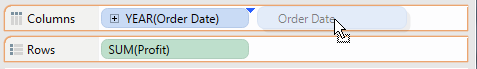 Columns YEAR(Order Date) Order Date
Rows SUM(Profit)